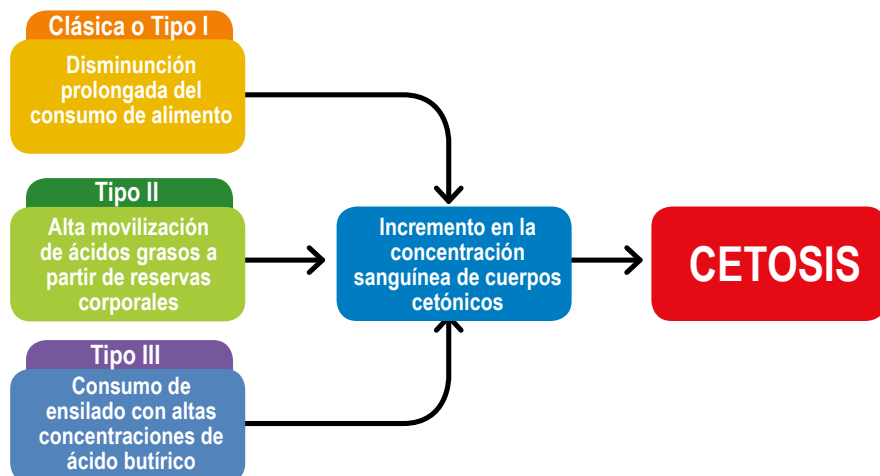 Clásica o Tipo I
Disminunción
prolongada del
consumo de alimento
Tipo II
Alta movilización
de ácidos grasos a
partir de reservas
corporales
Tipo III
Consumo de
ensilado con altas
concentraciones de
ácido butírico
Incremento en la
concentración
sanguínea de cuerpos
cetónicos
CETOSIS